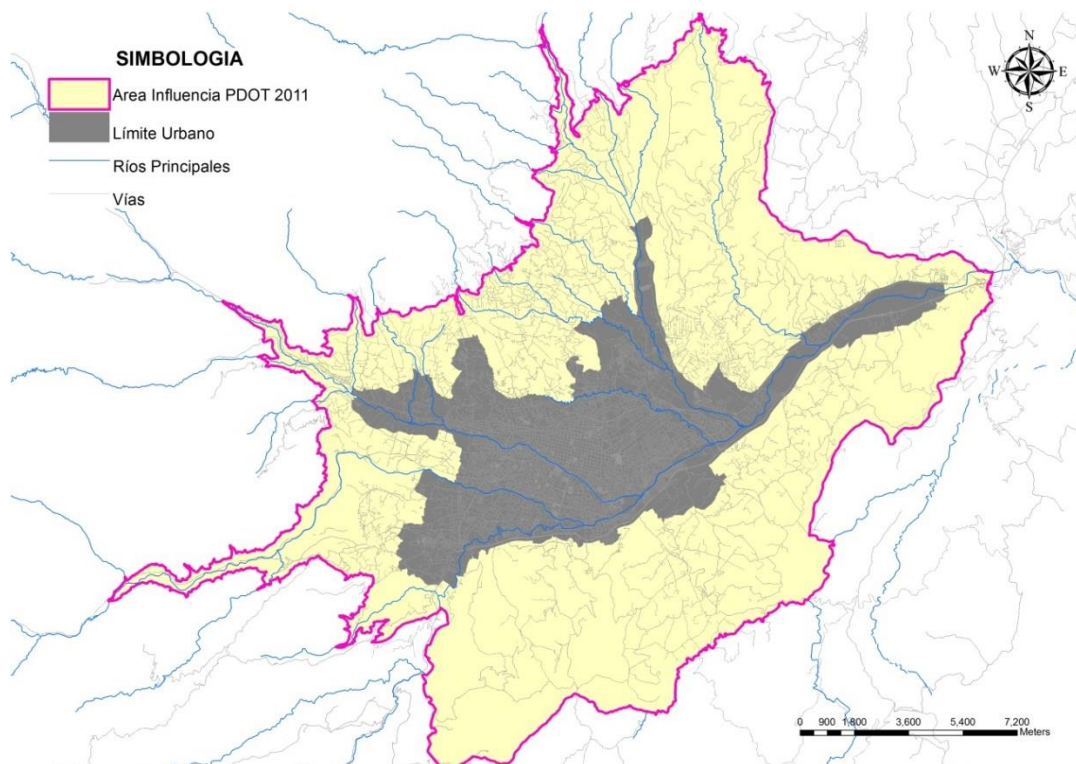 SIMBOLOGIA
Area Influencia PDOT 2011
Límite Urbano
Ríos Principales
Vías
N
W E
S
0 900 1,800 3,600 5,400 7,200
Meters